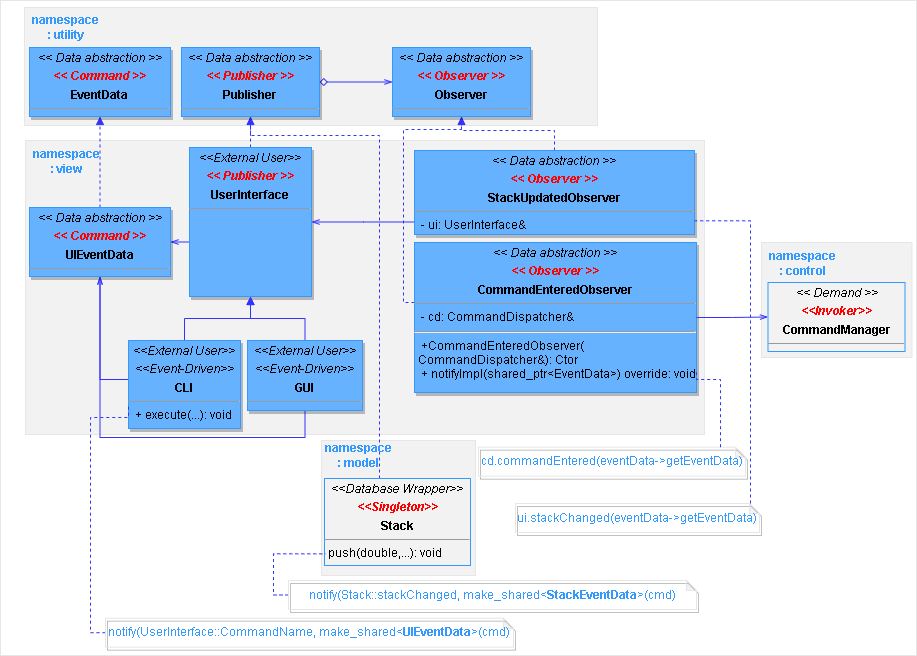 namespace
: utility
<< Data abstraction >>
<< Command >>
EventData
<< Data abstraction >>
<< Publisher >>
Publisher
<< Data abstraction >>
<< Observer >>
Observer
namespace
: view
<< Data abstraction >>
<< Command >>
UIEventData
<<External User>>
<< Publisher >>
UserInterface
<< Data abstraction >>
<< Observer >>
StackUpdatedObserver
- ui: UserInterface&
<< Data abstraction >>
<< Observer >>
CommandEnteredObserver
- cd: CommandDispatcher&
+CommandEnteredObserver(
CommandDispatcher&): Ctor
+ notifyImpl(shared_ptr<EventData>) override: void
<<External User>>
<<Event-Driven>>
CLI
+ execute(...): void
<<External User>>
<<Event-Driven>>
GUI
namespace
: control
<< Demand >>
<<Invoker>>
CommandManager
namespace
: model
<<Database Wrapper>>
<<Singleton>>
Stack
push(double,...): void
cd.commandEntered(eventData->getEventData)
ui.stackChanged(eventData->getEventData)
notify(Stack::stackChanged, make_shared<StackEventData>(cmd)
notify(UserInterface::CommandName, make_shared<UIEventData>(cmd)